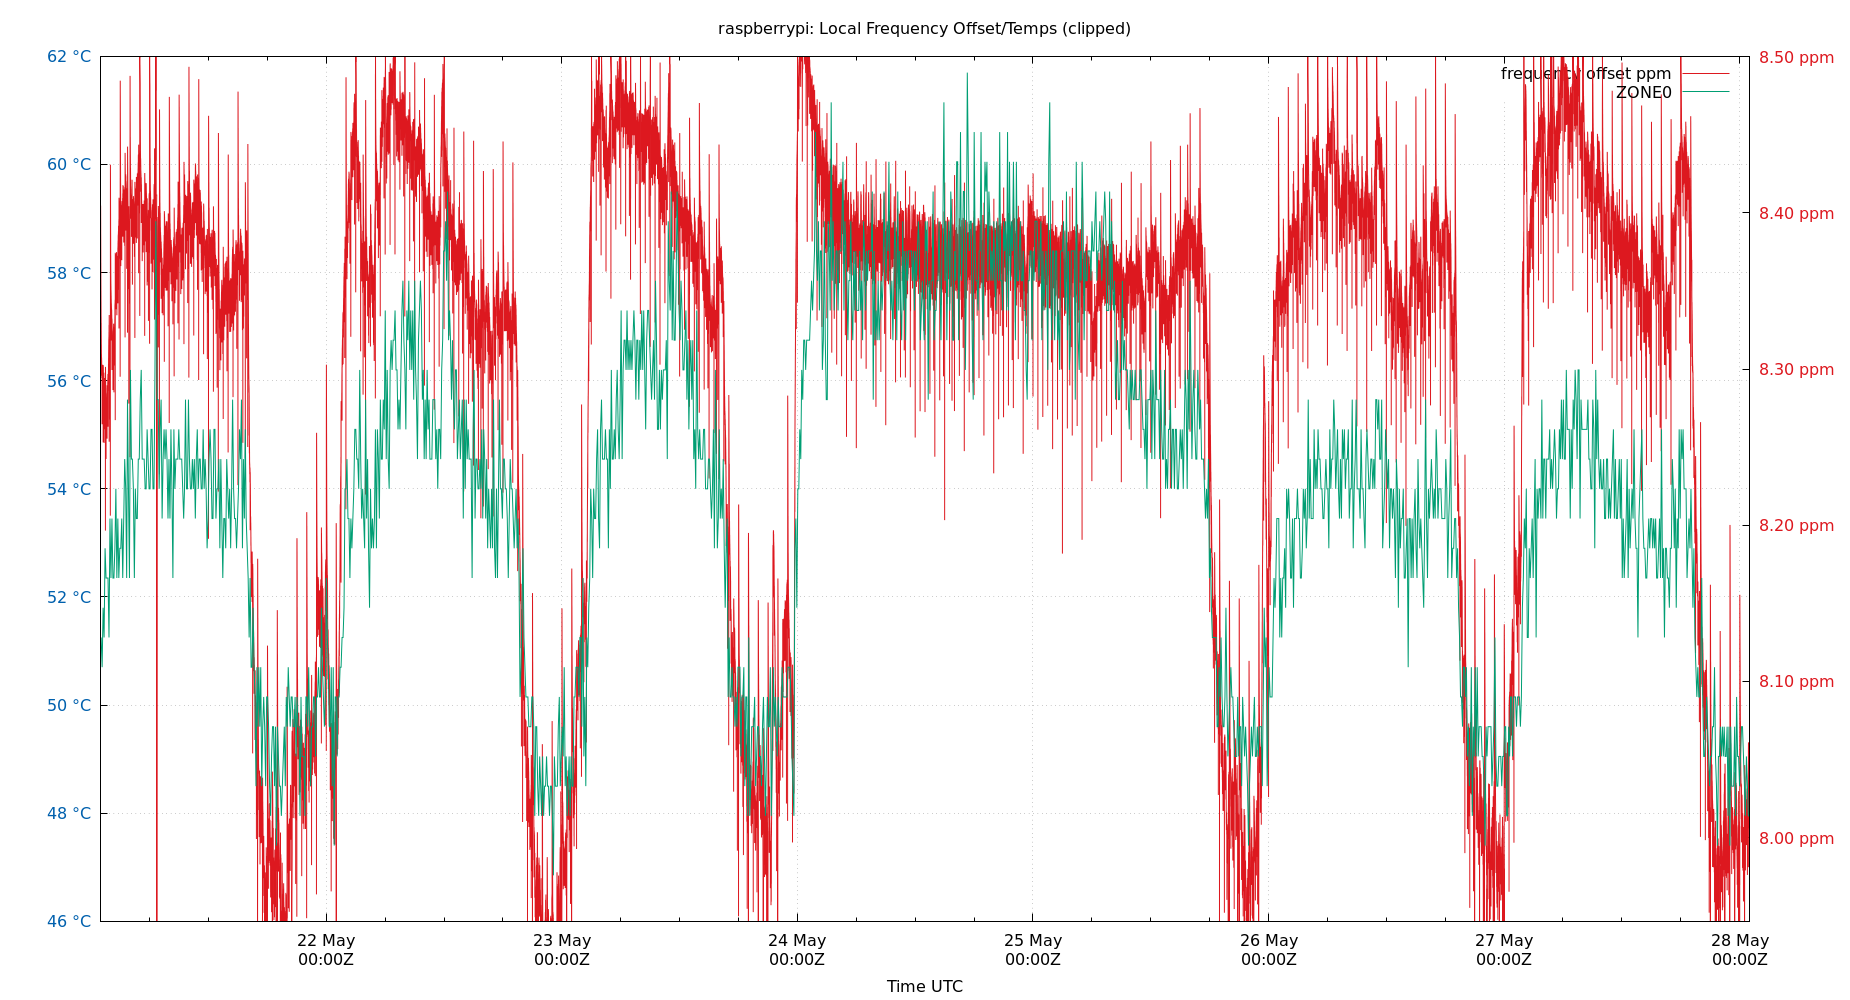 raspberrypi: Local Frequency Offset/Temps (clipped)
62 °C
60 °C
58 °C
56 °C
54 °C
52 °C
50 °C
48 °C
46 °C
8.50 ppm
8.40 ppm
8.30 ppm
8.20 ppm
8.10 ppm
8.00 ppm
frequency offset ppm
ZONE0
22 May
00:00Z
23 May
00:00Z
24 May
00:00Z
25 May
00:00Z
26 May
00:00Z
27 May
00:00Z
28 May
00:00Z
Time UTC